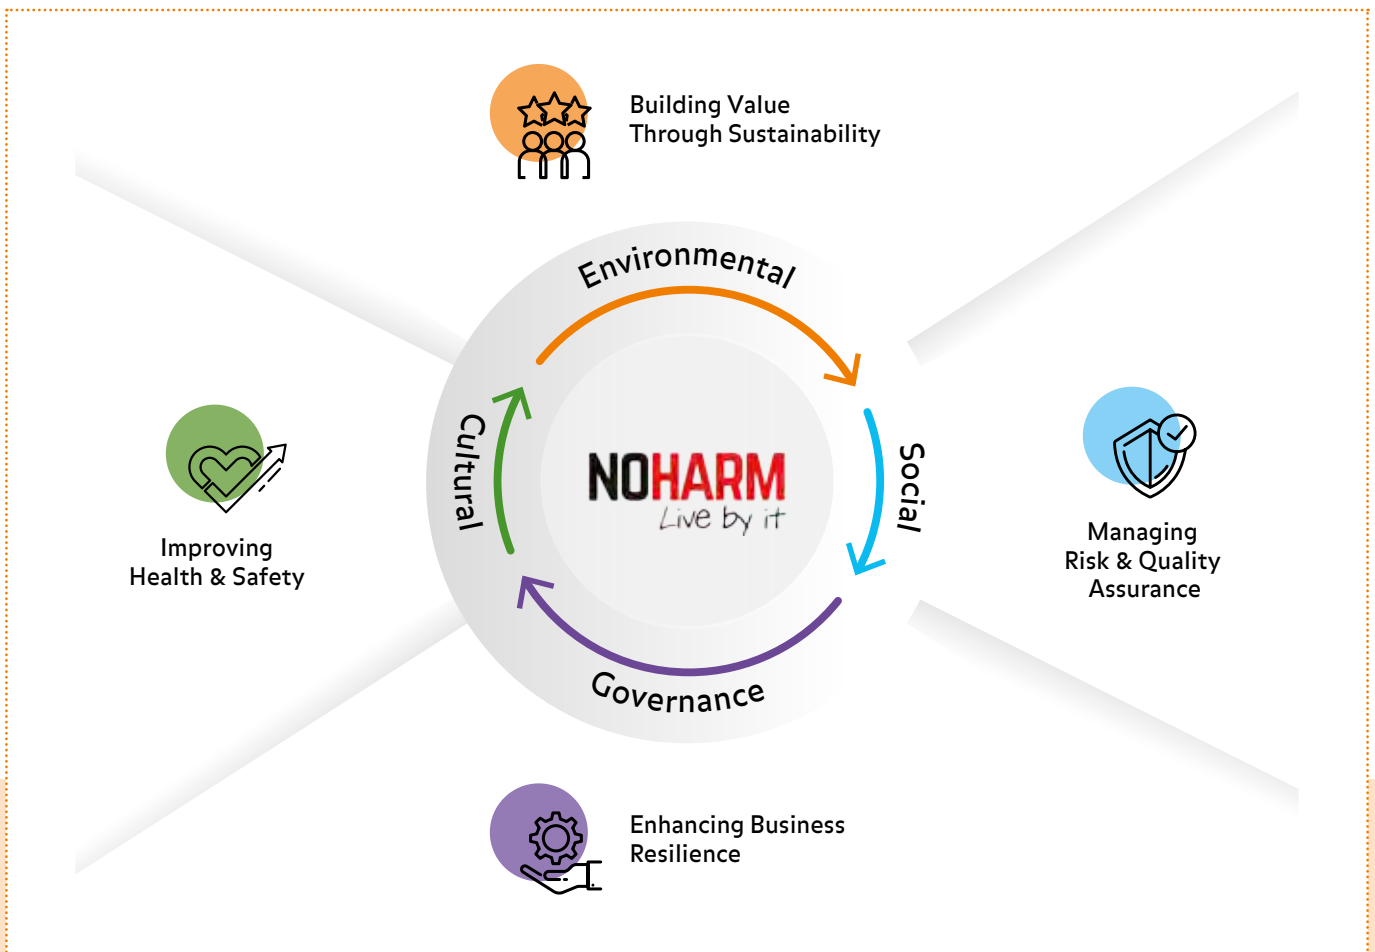 Building Value
Through Sustainability
Environmental
Cultural
Social
NOHARM
Live by it
Improving
Health & Safety
Managing
Risk & Quality
Assurance
Governance
Enhancing Business
Resilience